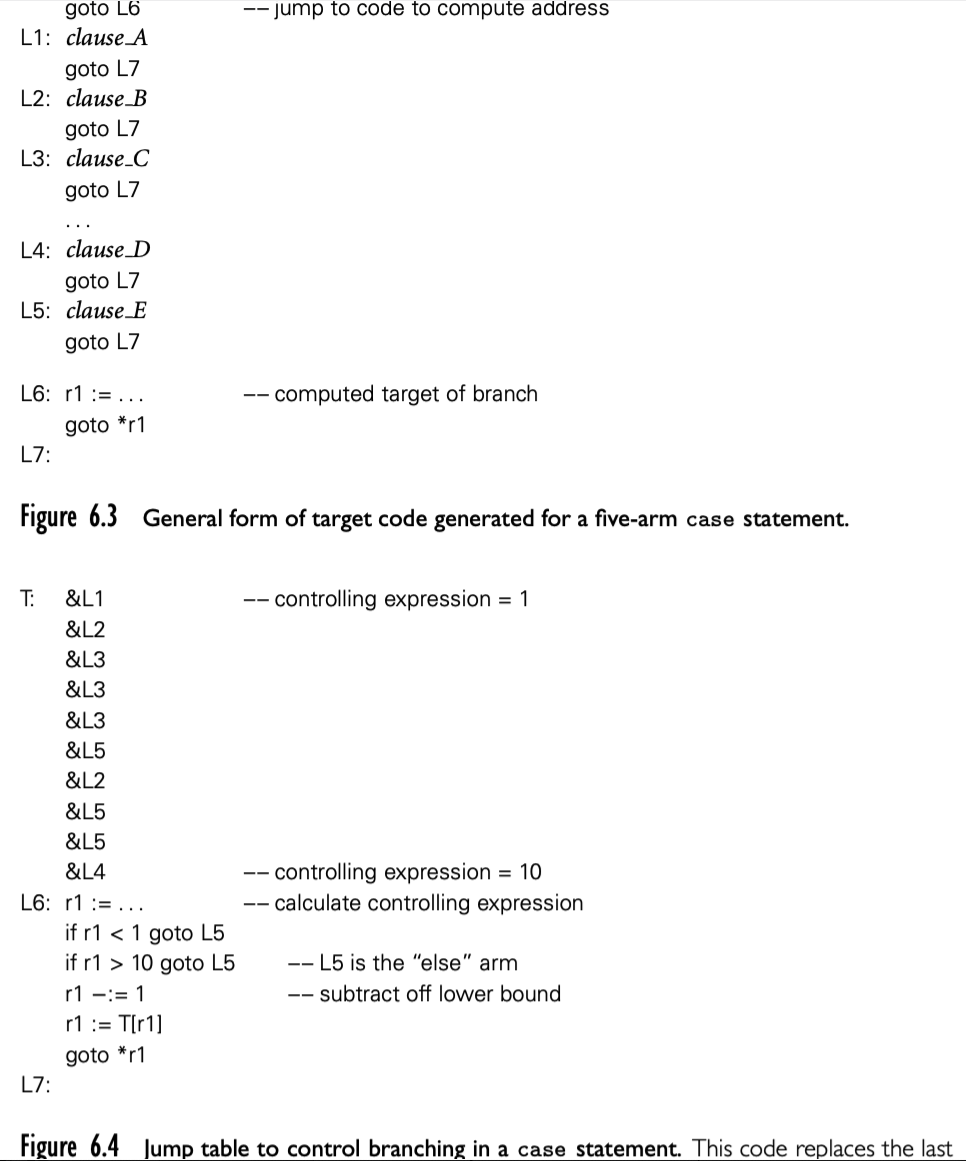 goto L6 –– jump to code to compute address
L1: clause_A
goto L7
L2: clause_B
goto L7
L3: clause_C
goto L7
...
L4: clause_D
goto L7
L5: clause_E
goto L7
L6: r1 := ... –– computed target of branch
goto *r1
L7:
Figure 6.3 General form of target code generated for a five-arm case statement.
T: &L1 –– controlling expression = 1
&L2
&L3
&L3
&L3
&L5
&L2
&L5
&L5
&L4 –– controlling expression = 10
L6: r1 := ... –– calculate controlling expression
if r1 < 1 goto L5
if r1 > 10 goto L5 –– L5 is the “else” arm
r1 –:= 1 –– subtract off lower bound
r1 := T[r1]
goto *r1
L7:
Figure 6.4 Jump table to control branching in a case statement. This code replaces the last